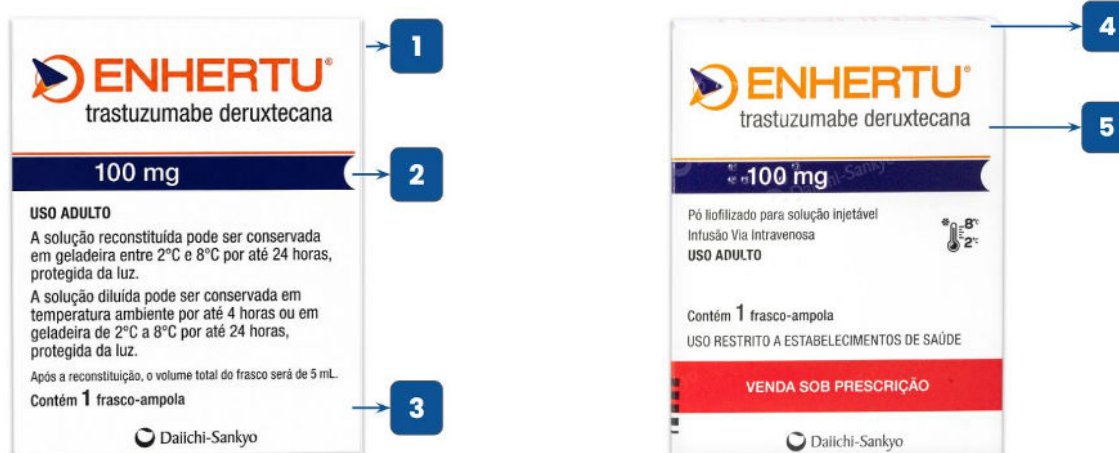 1
ENHERTU®
trastuzumabe deruxtecana
100 mg
2
USO ADULTO
A solução reconstituída pode ser conservada
em geladeira entre 2°C e 8°C por até 24 horas,
protegida da luz.
A solução diluída pode ser conservada em
temperatura ambiente por até 4 horas ou em
geladeira de 2°C a 8°C por até 24 horas,
protegida da luz.
Após a reconstituição, o volume total do frasco será de 5 mL.
Contém 1 frasco-ampola
3
Daiichi-Sankyo
4
ENHERTU®
trastuzumabe deruxtecana
5
100 mg
Daiichi-Sankyo
Pó liofilizado para solução injetável
Infusão Via Intravenosa
USO ADULTO
8°C
2°C
Contém 1 frasco-ampola
USO RESTRITO A ESTABELECIMENTOS DE SAÚDE
VENDA SOB PRESCRIÇÃO
Daiichi-Sankyo